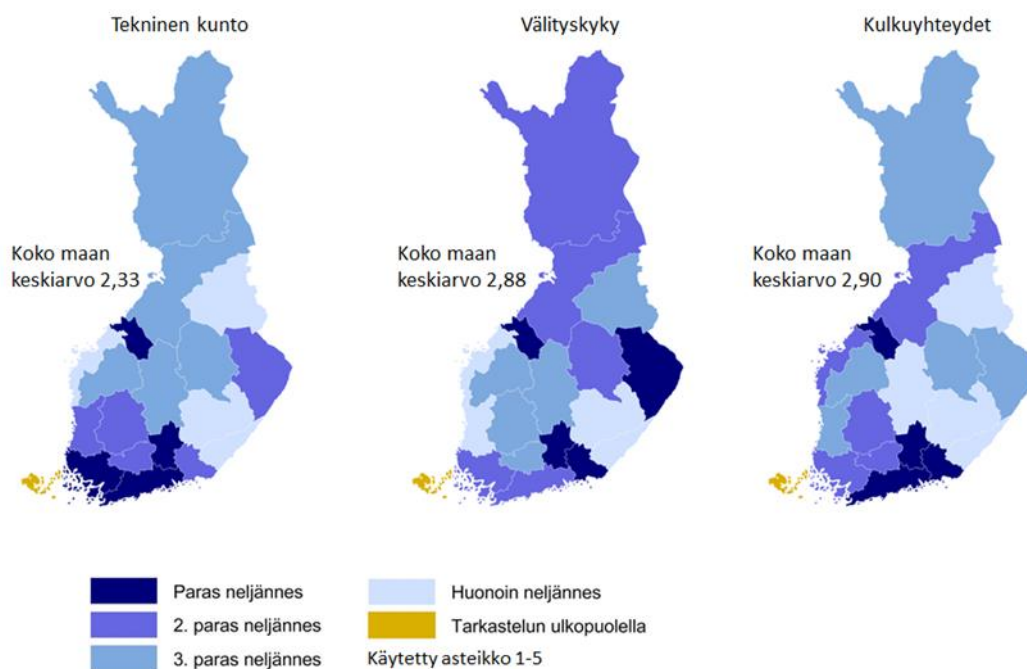 Tekninen kunto
Välityskyky
Kulkuyhteydet
Koko maan
keskiarvo 2,33
Koko maan
keskiarvo 2,88
Koko maan
keskiarvo 2,90
Paras neljännes
2. paras neljännes
3. paras neljännes
Huonoin neljännes
Tarkastelun ulkopuolella
Käytetty asteikko 1-5